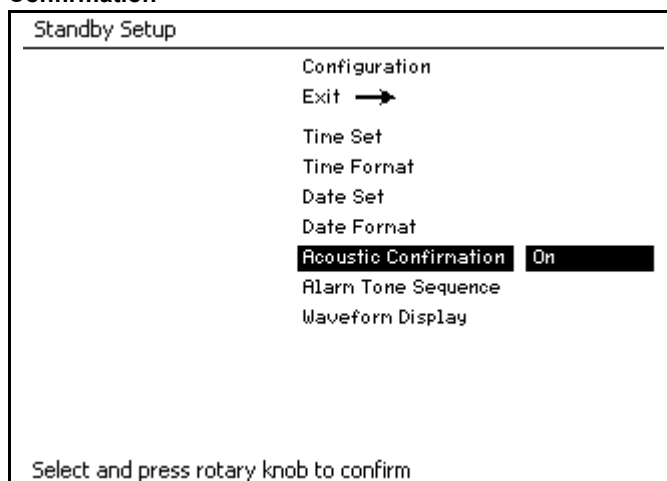 Standby Setup
Configuration
Exit →
Time Set
Time Format
Date Set
Date Format
Acoustic Confirmation On
Alarm Tone Sequence
Waveform Display
Select and press rotary knob to confirm